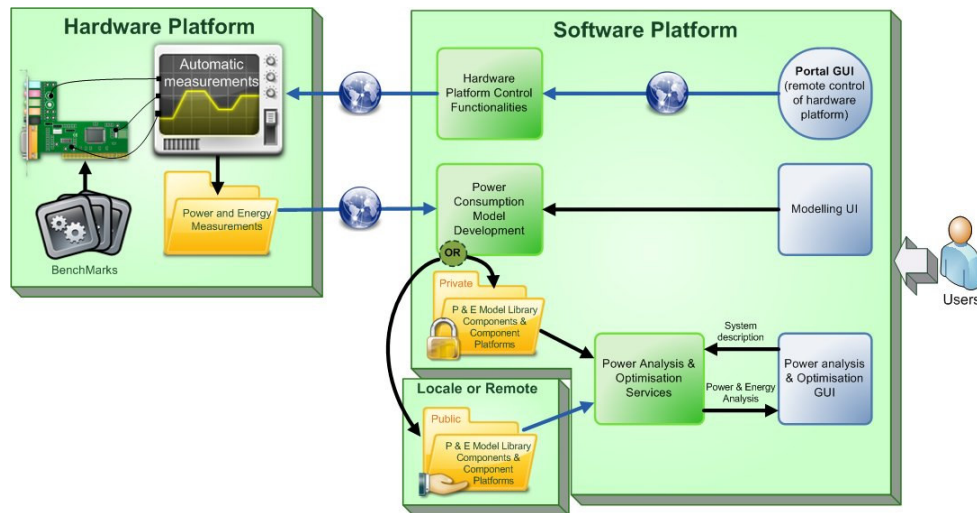 Hardware Platform
Automatic
measurements
Power and Energy
Measurements
BenchMarks
Software Platform
Hardware
Platform Control
Functionalities
Portal GUI
(remote control
of hardware
platform)
Power
Consumption
Model
Development
Modelling UI
OR
Private
P & E Model Library
Components &
Component
Platforms
Locale or Remote
Public
P & E Model Library
Components &
Component
Platforms
Power Analysis &
Optimisation
Services
System
description
Power & Energy
Analysis
Power analysis
& Optimisation
GUI
Users